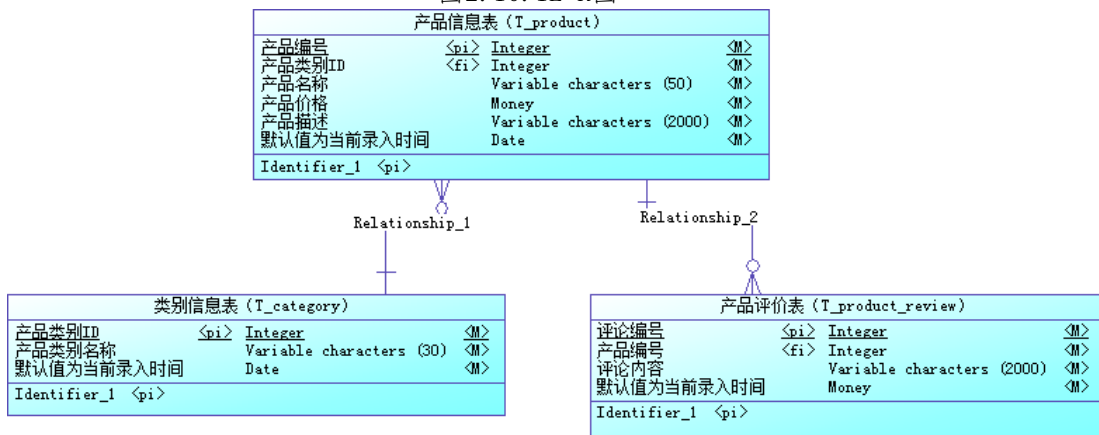 产品信息表 (T_product)
产品编号 <pi> Integer <M>
产品类别ID <fi> Integer <M>
产品名称 Variable characters (50) <M>
产品价格 Money <M>
产品描述 Variable characters (2000) <M>
默认值为当前录入时间 Date <M>
Identifier_1 <pi>
Relationship_1
Relationship_2
类别信息表 (T_category)
产品类别ID <pi> Integer <M>
产品类别名称 Variable characters (30) <M>
默认值为当前录入时间 Date <M>
Identifier_1 <pi>
产品评价表 (T_product_review)
评论编号 <pi> Integer <M>
产品编号 <fi> Integer <M>
评论内容 Variable characters (2000) <M>
默认值为当前录入时间 Money <M>
Identifier_1 <pi>